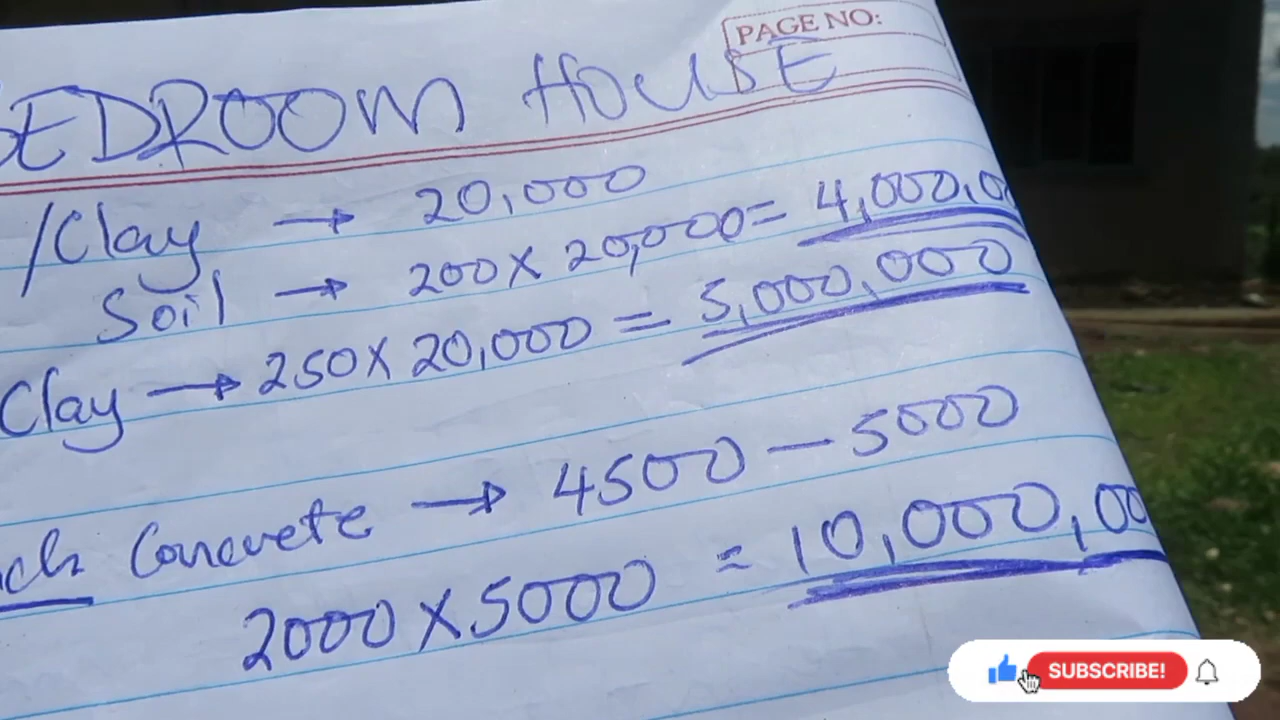 PAGE NO:
BEDROOM HOUSE
/Clay → 20,000
Soil → 200 x 20,000 = 4,000,00
Clay → 250 x 20,000 = 5,000,000
Concrete → 4500 – 5000
2000 x 5000 = 10,000,00
SUBSCRIBE!